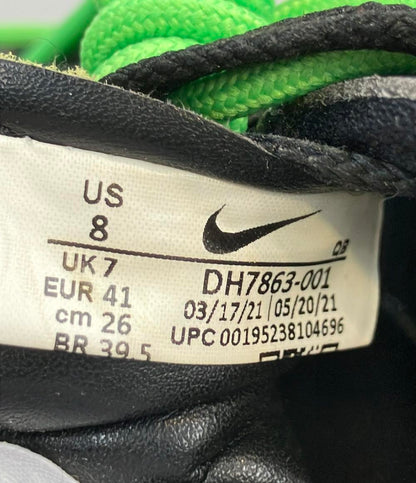 US
8
UK 7
EUR 41
cm 26
BR 39.5
DH7863-001
03/17/21 05/20/21
UPC 00195238104696